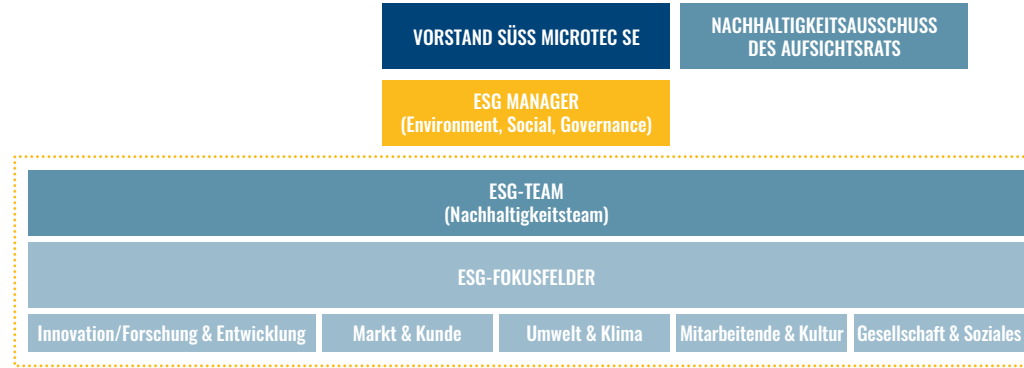 VORSTAND SÜSS MICROTEC SE
NACHHALTIGKEITSAUSSCHUSS
DES AUFSICHTSRATS
ESG MANAGER
(Environment, Social, Governance)
ESG-TEAM
(Nachhaltigkeitsteam)
ESG-FOKUSFELDER
Innovation/Forschung & Entwicklung
Markt & Kunde
Umwelt & Klima
Mitarbeitende & Kultur
Gesellschaft & Soziales